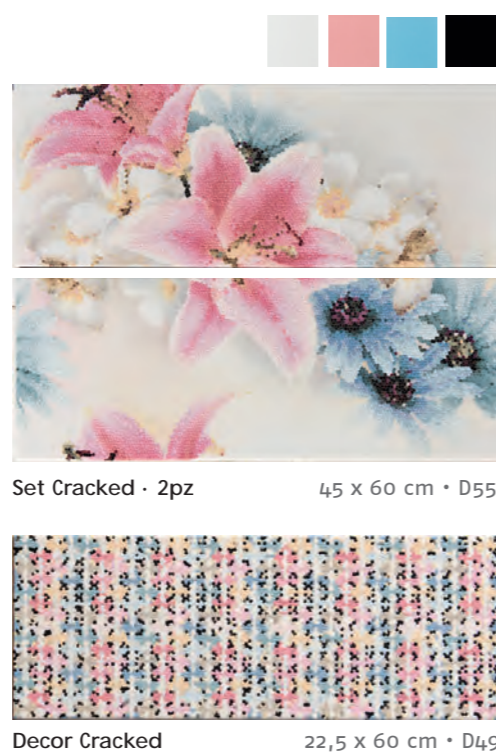 Set Cracked · 2pz 45 x 60 cm • D55
Decor Cracked 22,5 x 60 cm • D49